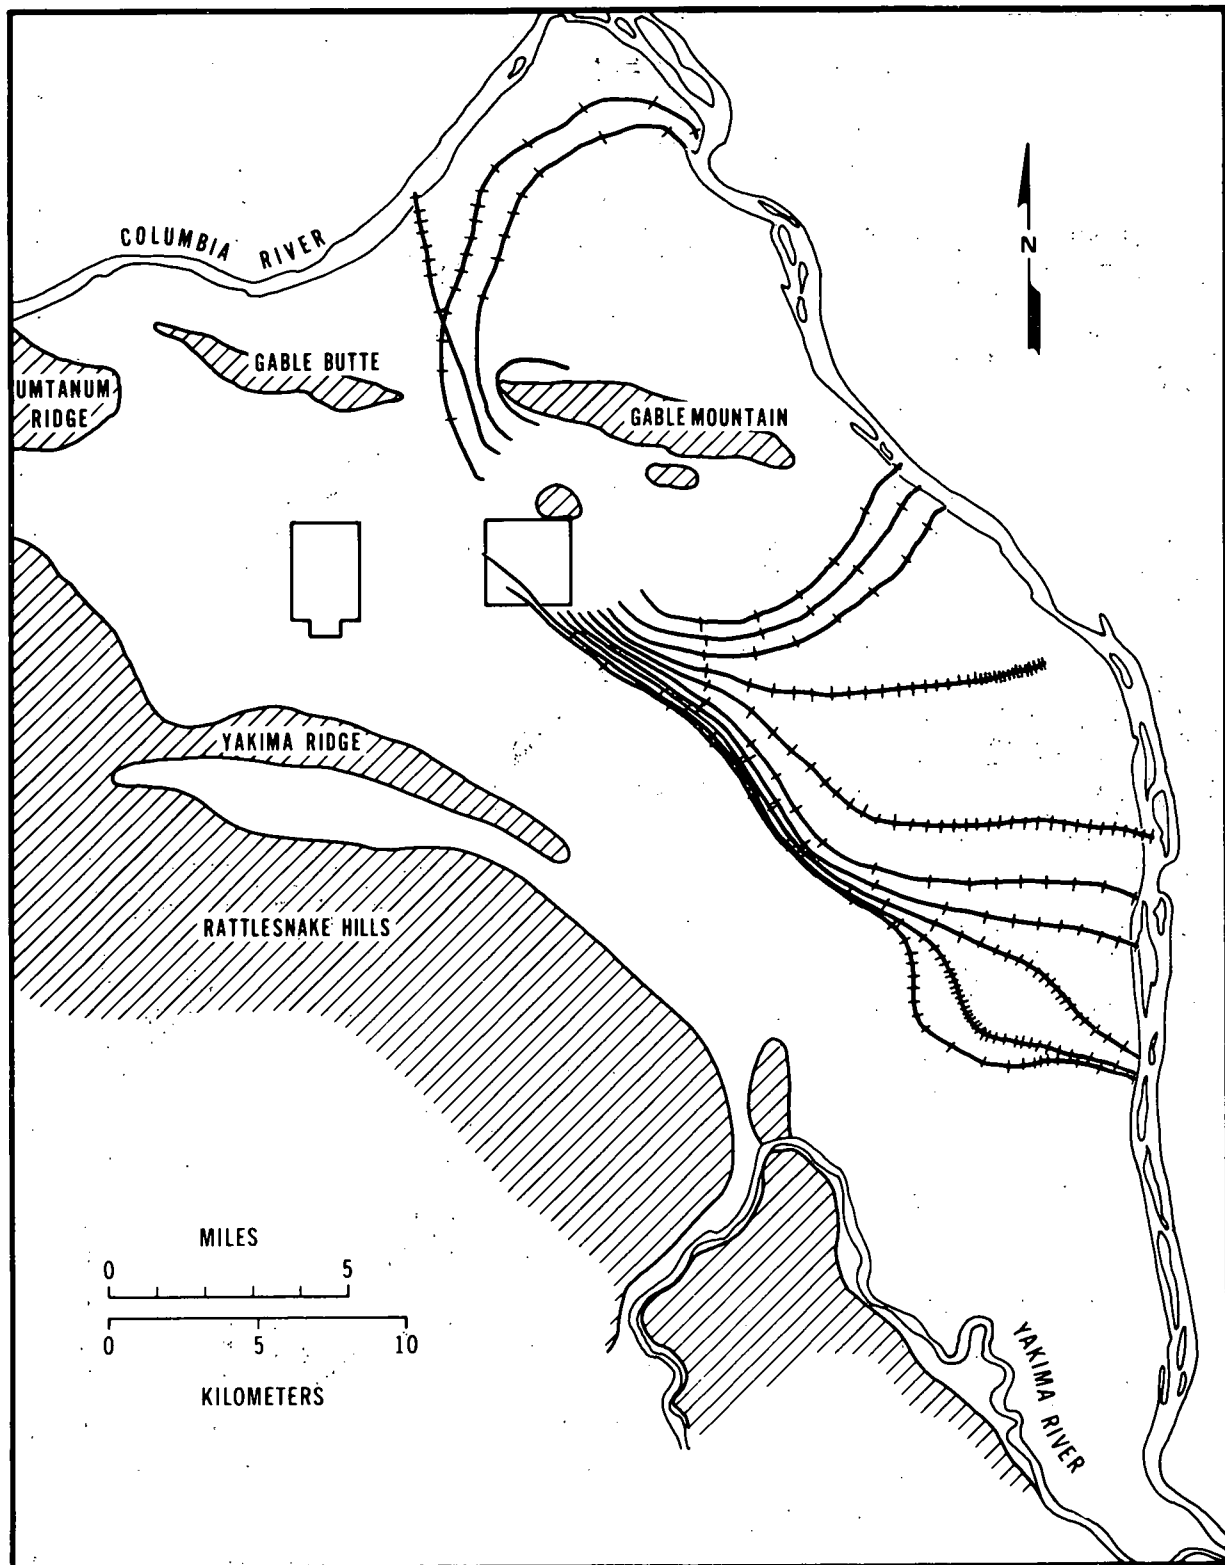 COLUMBIA RIVER
N
GABLE BUTTE
UMTANUM
RIDGE
GABLE MOUNTAIN
YAKIMA RIDGE
RATTLESNAKE HILLS
MILES
0 5
0 5 10
KILOMETERS
YAKIMA RIVER